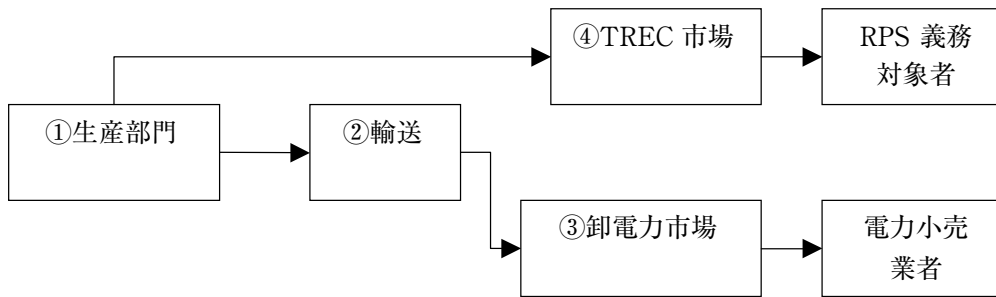 ④TREC 市場
RPS 義務
対象者
①生産部門
②輸送
③卸電力市場
電力小売
業者